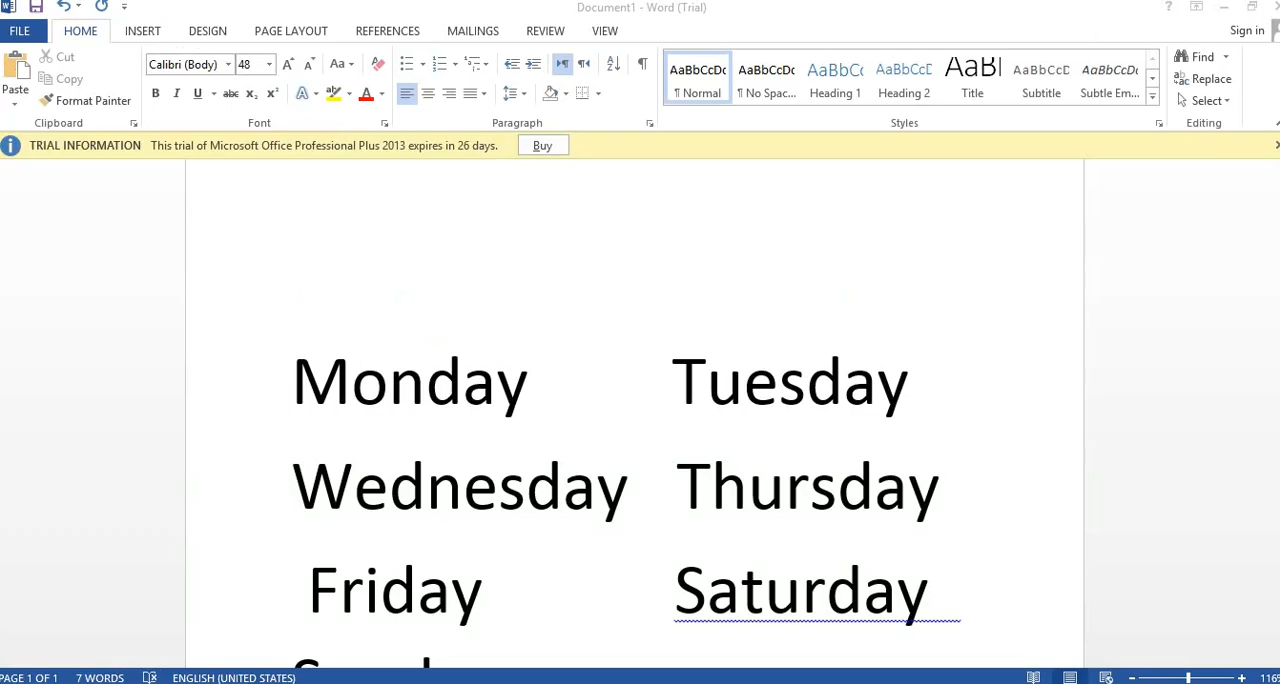 Document1 - Word (Trial)
FILE HOME INSERT DESIGN PAGE LAYOUT REFERENCES MAILINGS REVIEW VIEW Sign in
Paste
Cut
Copy
Format Painter
Clipboard
Calibri (Body) 48
Font
Paragraph
AaBbCcDc AaBbCcDc AaBbCc AaBbCcD AaBl AaBbCcD AaBbCcDc
¶ Normal ¶ No Spac... Heading 1 Heading 2 Title Subtitle Subtle Em...
Styles
Find
Replace
Select
Editing
TRIAL INFORMATION This trial of Microsoft Office Professional Plus 2013 expires in 26 days. Buy
Monday Tuesday
Wednesday Thursday
Friday Saturday
PAGE 1 OF 1 7 WORDS ENGLISH (UNITED STATES) 116%